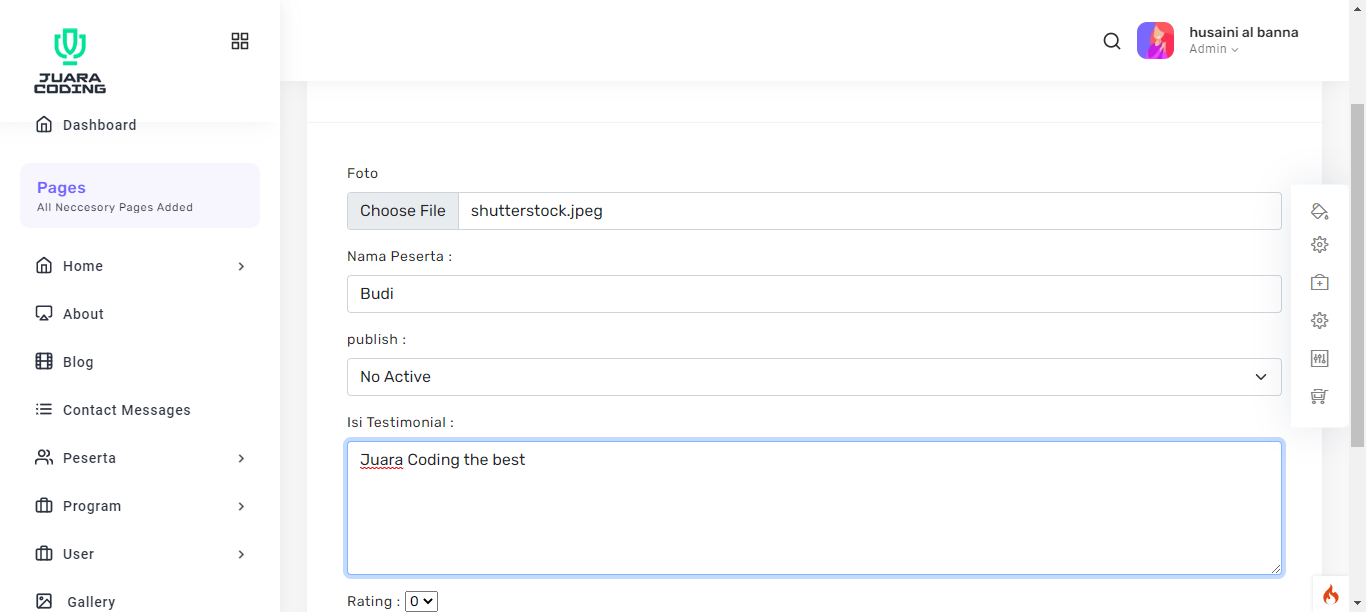 JUARA
CODING
husaini al banna
Admin
Dashboard
Pages
All Neccesory Pages Added
Home
About
Blog
Contact Messages
Peserta
Program
User
Gallery
Foto
Choose File shutterstock.jpeg
Nama Peserta :
Budi
publish :
No Active
Isi Testimonial :
Juara Coding the best
Rating : 0